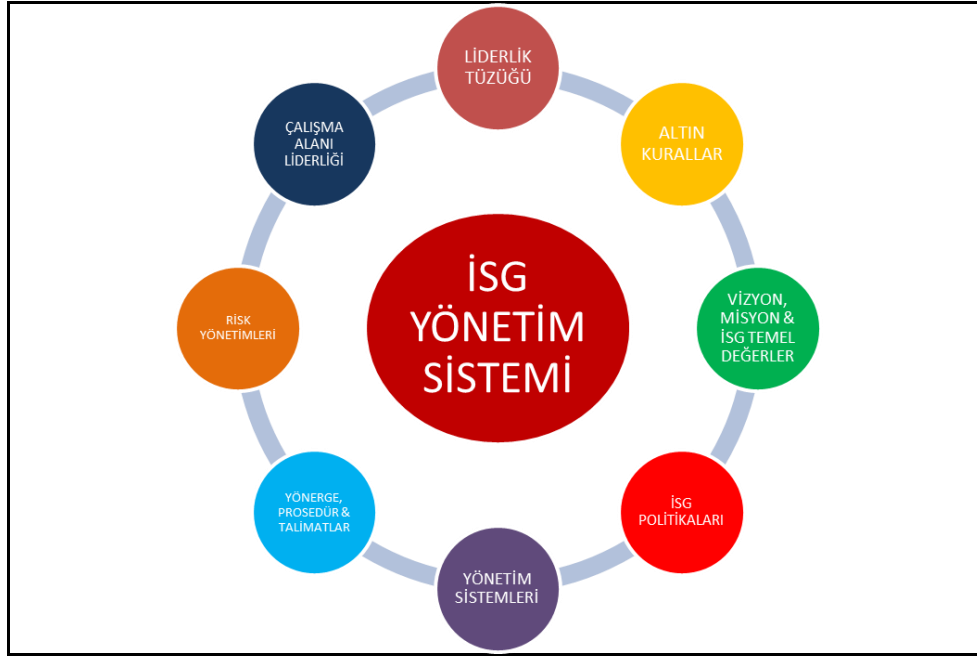 LİDERLİK
TÜZÜĞÜ
ALTIN
KURALLAR
VİZYON,
MİSYON &
İSG TEMEL
DEĞERLER
İSG
POLİTİKALARI
YÖNETİM
SİSTEMLERİ
YÖNERGE,
PROSEDÜR &
TALİMATLAR
RİSK
YÖNETİMLERİ
ÇALIŞMA
ALANI
LİDERLİĞİ
İSG
YÖNETİM
SİSTEMİ